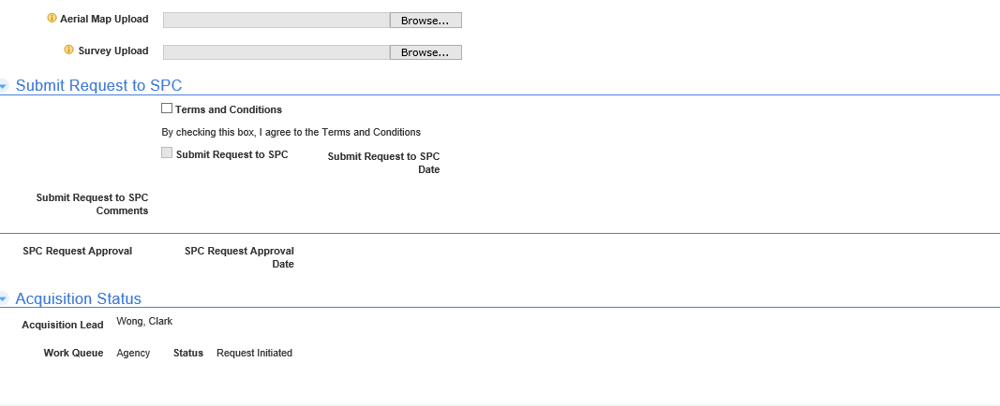 Aerial Map Upload Browse...
Survey Upload Browse...
Submit Request to SPC
Terms and Conditions
By checking this box, I agree to the Terms and Conditions
Submit Request to SPC Submit Request to SPC
Date
Submit Request to SPC
Comments
SPC Request Approval SPC Request Approval
Date
Acquisition Status
Acquisition Lead Wong, Clark
Work Queue Agency Status Request Initiated